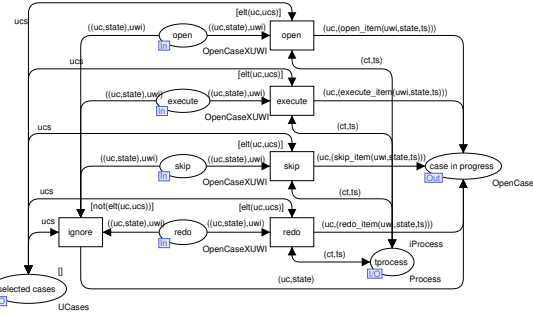 [elt(uc,ucs)]
ucs
((uc,state),uwi)
open
((uc,state),uwi)
open
(uc,(open_item(uwi,state,ts)))
In
OpenCaseXUWI
ucs
(ct,ts)
[elt(uc,ucs)]
((uc,state),uwi)
execute
((uc,state),uwi)
execute
(uc,(execute_item(uwi,state,ts)))
In
OpenCaseXUWI
ucs
(ct,ts)
[elt(uc,ucs)]
((uc,state),uwi)
skip
((uc,state),uwi)
skip
(uc,(skip_item(uwi,state,ts)))
case in progress
In
OpenCaseXUWI
Out
OpenCase
ucs
(ct,ts)
[not(elt(uc,ucs))]
[elt(uc,ucs)]
ucs
ignore
((uc,state),uwi)
redo
((uc,state),uwi)
redo
(uc,(redo_item(uwi,state,ts)))
In
OpenCaseXUWI
iProcess
(ct,ts)
tprocess
I/O
Process
[]
(uc,state)
selected cases
UCases